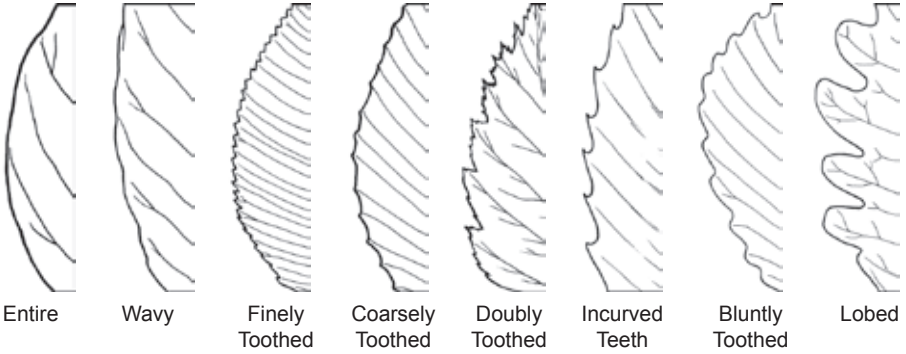 Entire
Wavy
Finely
Toothed
Coarsely
Toothed
Doubly
Toothed
Incurved
Teeth
Bluntly
Toothed
Lobed